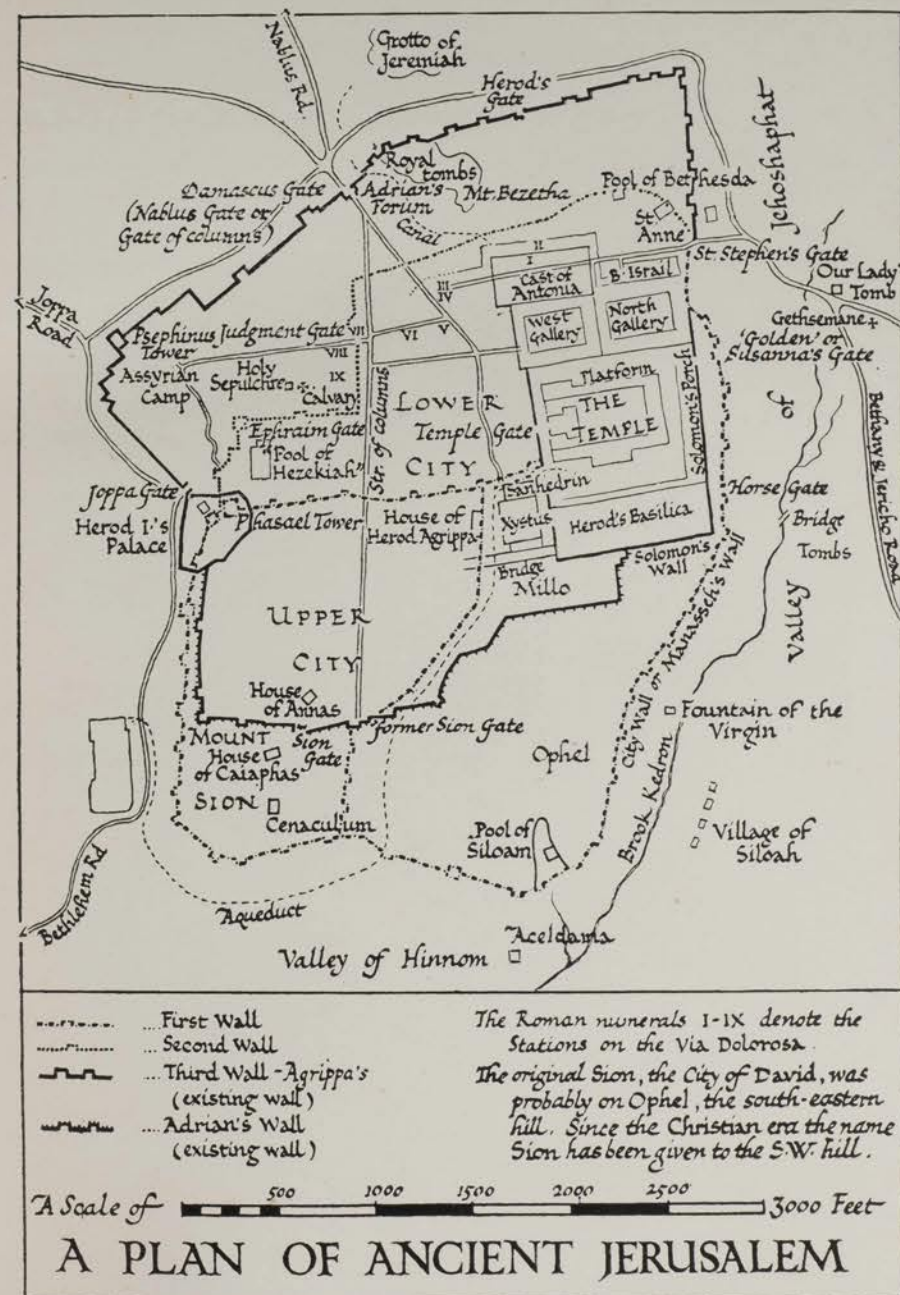 Nablus Rd.
Grotto of
Jeremiah
Herod's
Gate
Jehoshaphat
Royal
tombs
Damascus Gate
(Nablus Gate or
Gate of columns)
Adrian's
Forum
Mt. Bezetha
Canal
Pool of Bethesda
St.
Anne
St. Stephen's Gate
Our Lady's
Tomb
II
I
III
IV
Cast. of
Antonia
B. Israil
Joppa
Road
Psephinus
Tower
Judgment Gate
VII
VI
V
West
Gallery
North
Gallery
Gethsemane
'Golden' or
Susanna's Gate
VIII
Assyrian
Camp
Holy
Sepulchre
IX
Calvary
Str. of columns
LOWER
CITY
Temple Gate
Platform
THE
TEMPLE
Solomon's Porch
of
Bethany & Jericho Road
Ephraim Gate
"Pool of
Hezekiah"
Joppa Gate
Herod I.'s
Palace
Phasael Tower
House of
Herod Agrippa
Sanhedrin
Xystus
Herod's Basilica
Horse Gate
Bridge
Tombs
Solomon's
Wall
Bridge
Millo
Valley
UPPER
CITY
House
of Annas
City Wall or Manasseh's Wall
MOUNT
SION
Sion
Gate
former Sion Gate
House
of Caiaphas
Cenaculum
Ophel
Fountain of the
Virgin
Brook Kedron
Pool of
Siloam
Village of
Siloah
Bethlehem Rd
Aqueduct
Valley of Hinnom
Aceldama
....First Wall
... Second Wall
... Third Wall - Agrippa's
(existing wall)
.... Adrian's Wall
(existing wall)
The Roman numerals I-IX denote the
Stations on the Via Dolorosa.
The original Sion, the City of David, was
probably on Ophel, the south-eastern
hill. Since the Christian era the name
Sion has been given to the S.W. hill.
A Scale of 500 1000 1500 2000 2500 3000 Feet
A PLAN OF ANCIENT JERUSALEM